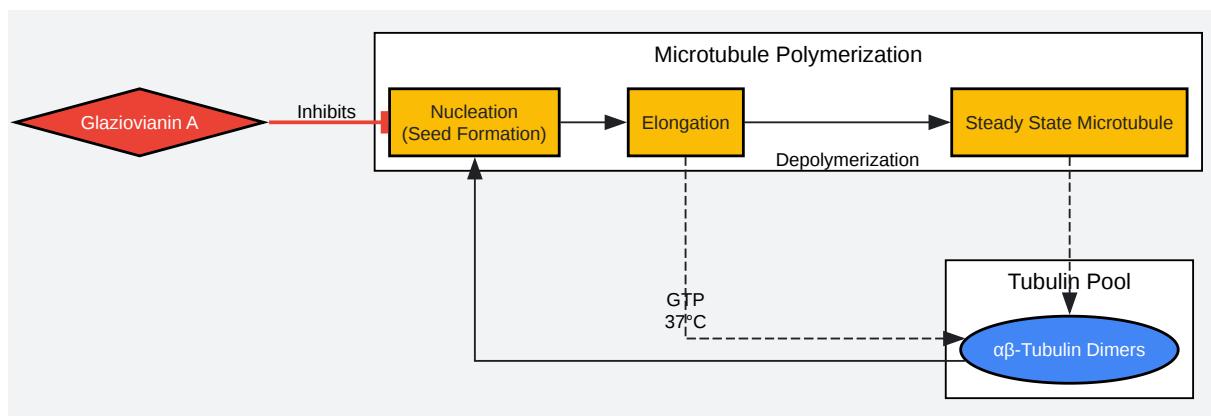 Microtubule Polymerization
Glaziovianin A
Inhibits
Nucleation
(Seed Formation)
Elongation
Steady State Microtubule
Depolymerization
Tubulin Pool
GTP
37°C
αβ-Tubulin Dimers